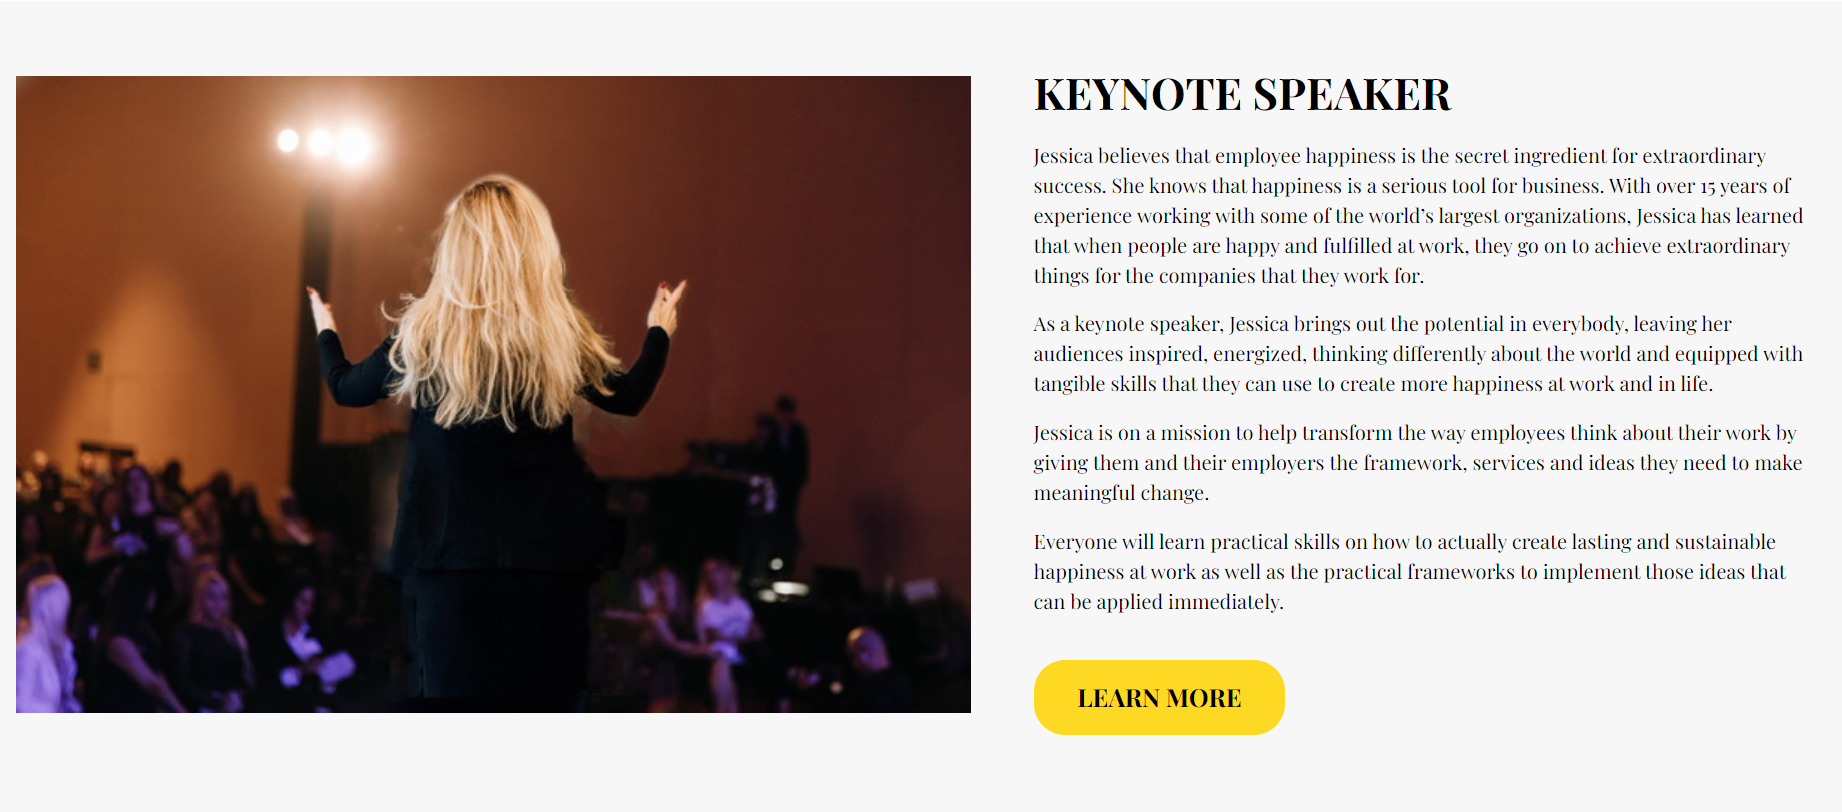 KEYNOTE SPEAKER
Jessica believes that employee happiness is the secret ingredient for extraordinary
success. She knows that happiness is a serious tool for business. With over 15 years of
experience working with some of the world’s largest organizations, Jessica has learned
that when people are happy and fulfilled at work, they go on to achieve extraordinary
things for the companies that they work for.
As a keynote speaker, Jessica brings out the potential in everybody, leaving her
audiences inspired, energized, thinking differently about the world and equipped with
tangible skills that they can use to create more happiness at work and in life.
Jessica is on a mission to help transform the way employees think about their work by
giving them and their employers the framework, services and ideas they need to make
meaningful change.
Everyone will learn practical skills on how to actually create lasting and sustainable
happiness at work as well as the practical frameworks to implement those ideas that
can be applied immediately.
LEARN MORE